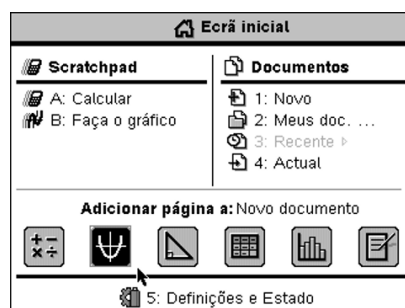 Ecrã inicial
Scratchpad
A: Calcular
B: Faça o gráfico
Documentos
1: Novo
2: Meus doc. ...
3: Recente ▹
4: Actual
Adicionar página a: Novo documento
5: Definições e Estado